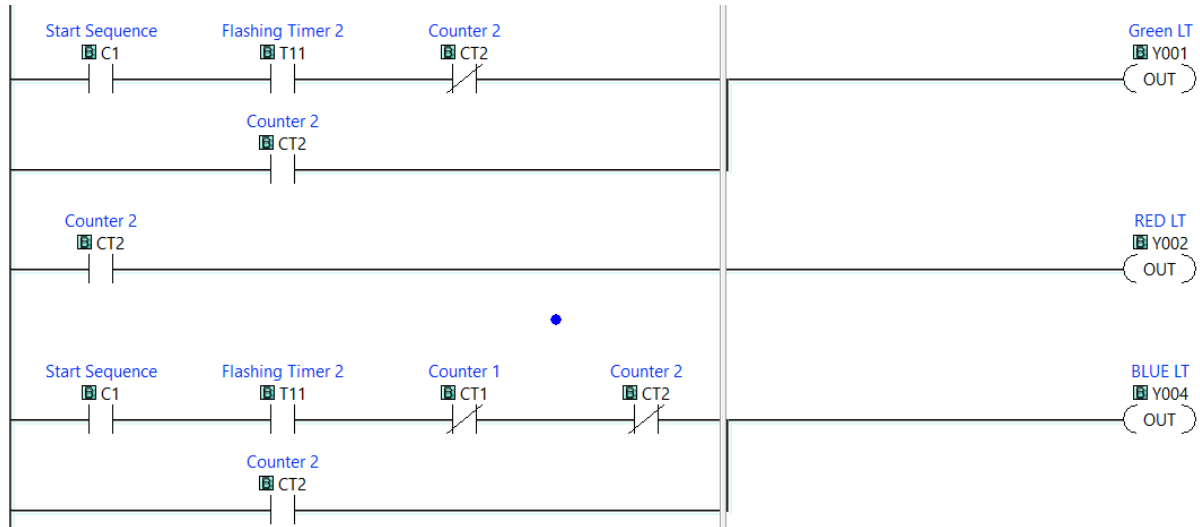 Start Sequence Flashing Timer 2 Counter 2 Green LT
B C1 B T11 B CT2 B Y001
OUT
Counter 2
B CT2
Counter 2 RED LT
B CT2 B Y002
OUT
Start Sequence Flashing Timer 2 Counter 1 Counter 2 BLUE LT
B C1 B T11 B CT1 B CT2 B Y004
OUT
Counter 2
B CT2